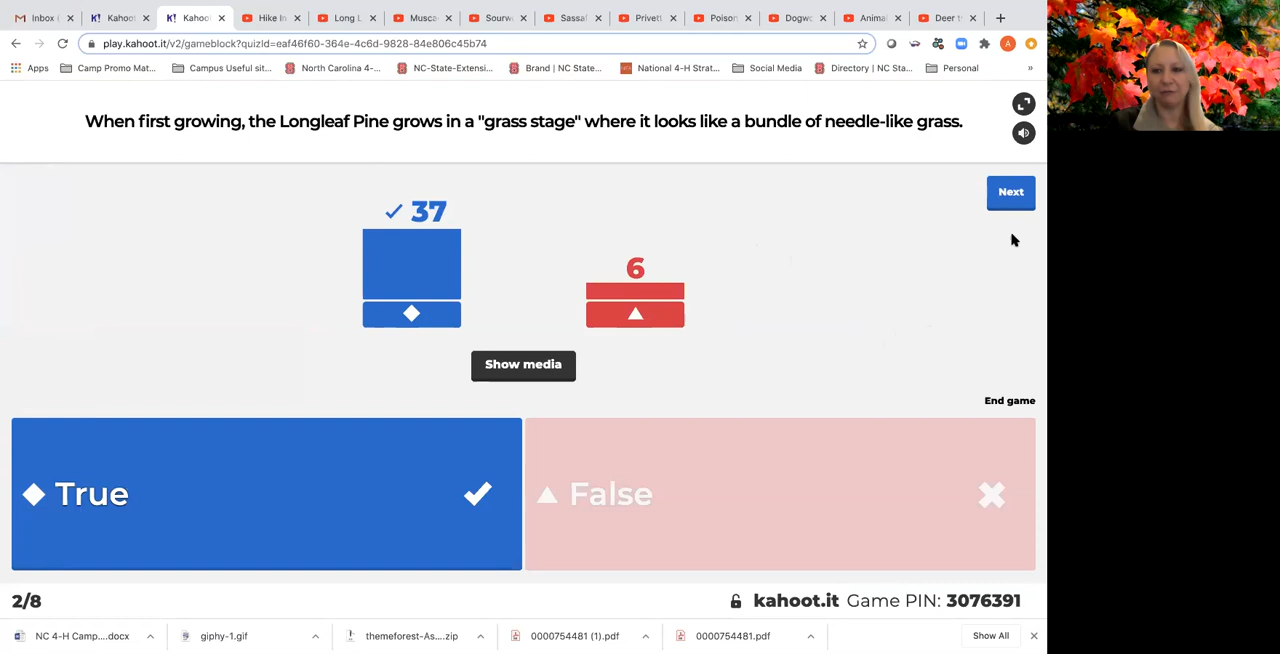 Inbox (
Kahoot
Kahoo
Hike In
Long L
Musca
Sourw
Sassaf
Privett
Poison
Dogwo
Anima
Deer t
play.kahoot.it/v2/gameblock?quizId=eaf46f60-364e-4c6d-9828-84e806c45b74
A
Apps
Camp Promo Mat...
Campus Useful sit...
North Carolina 4-...
NC-State-Extensi...
Brand | NC State...
National 4-H Strat...
Social Media
Directory | NC Sta...
Personal
»
When first growing, the Longleaf Pine grows in a "grass stage" where it looks like a bundle of needle-like grass.
Next
37
6
Show media
End game
True
False
2/8
kahoot.it Game PIN: 3076391
NC 4-H Camp....docx
giphy-1.gif
themeforest-As....zip
0000754481 (1).pdf
0000754481.pdf
Show All